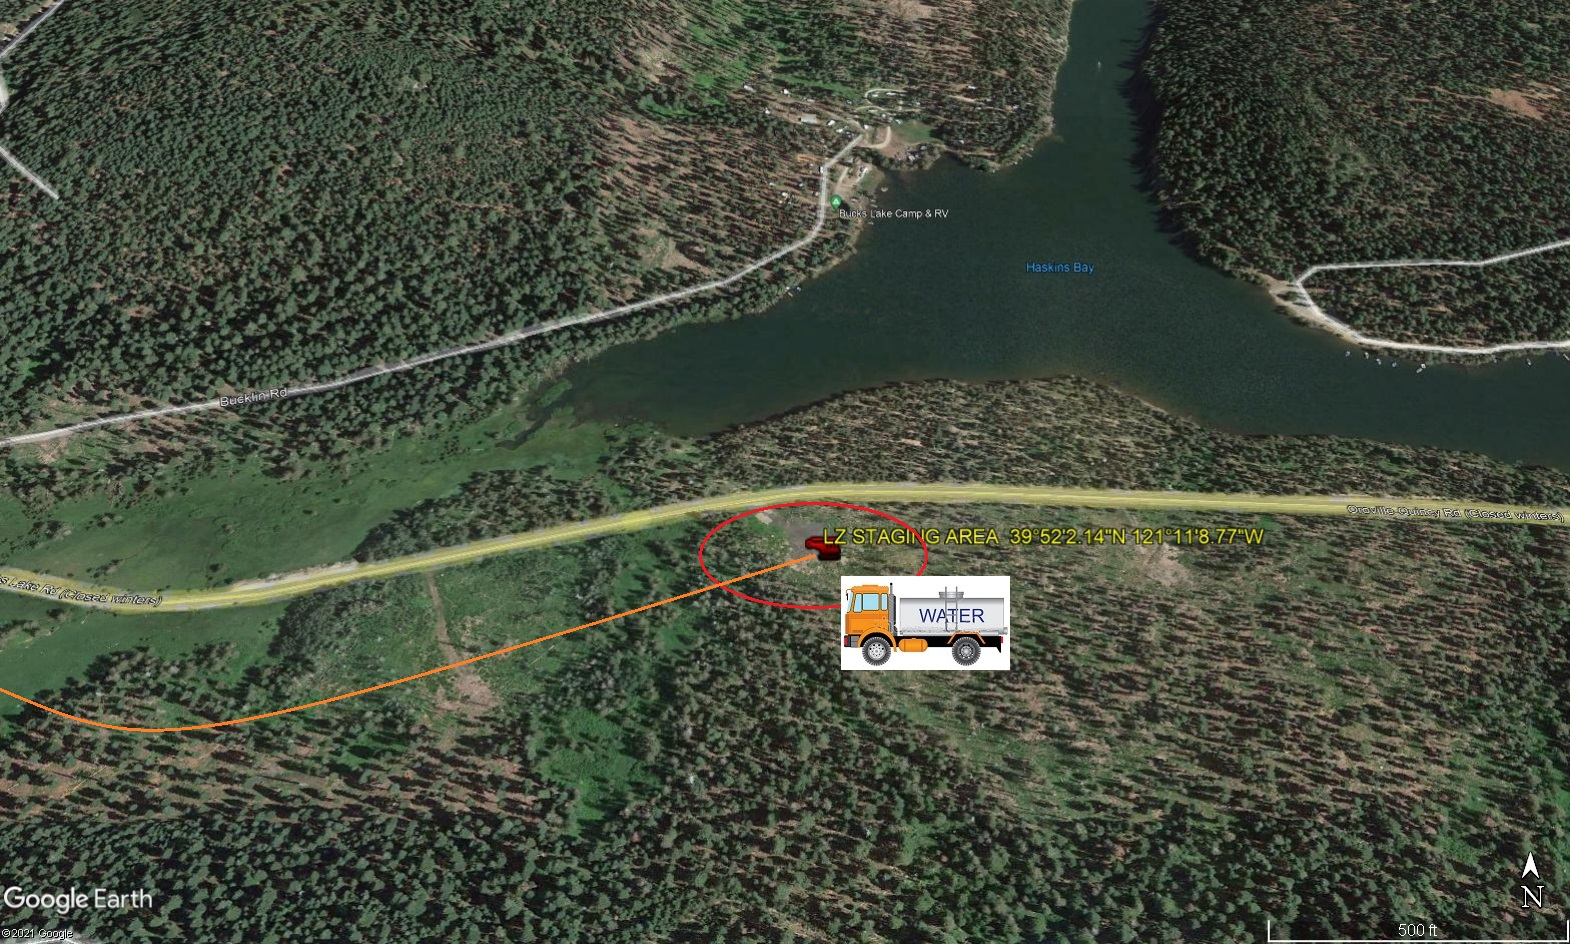 Bucks Lake Camp & RV
Haskins Bay
Bucklin Rd
Oroville-Quincy Rd (Closed winters)
LZ STAGING AREA 39°52'2.14"N 121°11'8.77"W
Lake Rd (Closed winters)
WATER
Google Earth
N
©2021 Google
500 ft